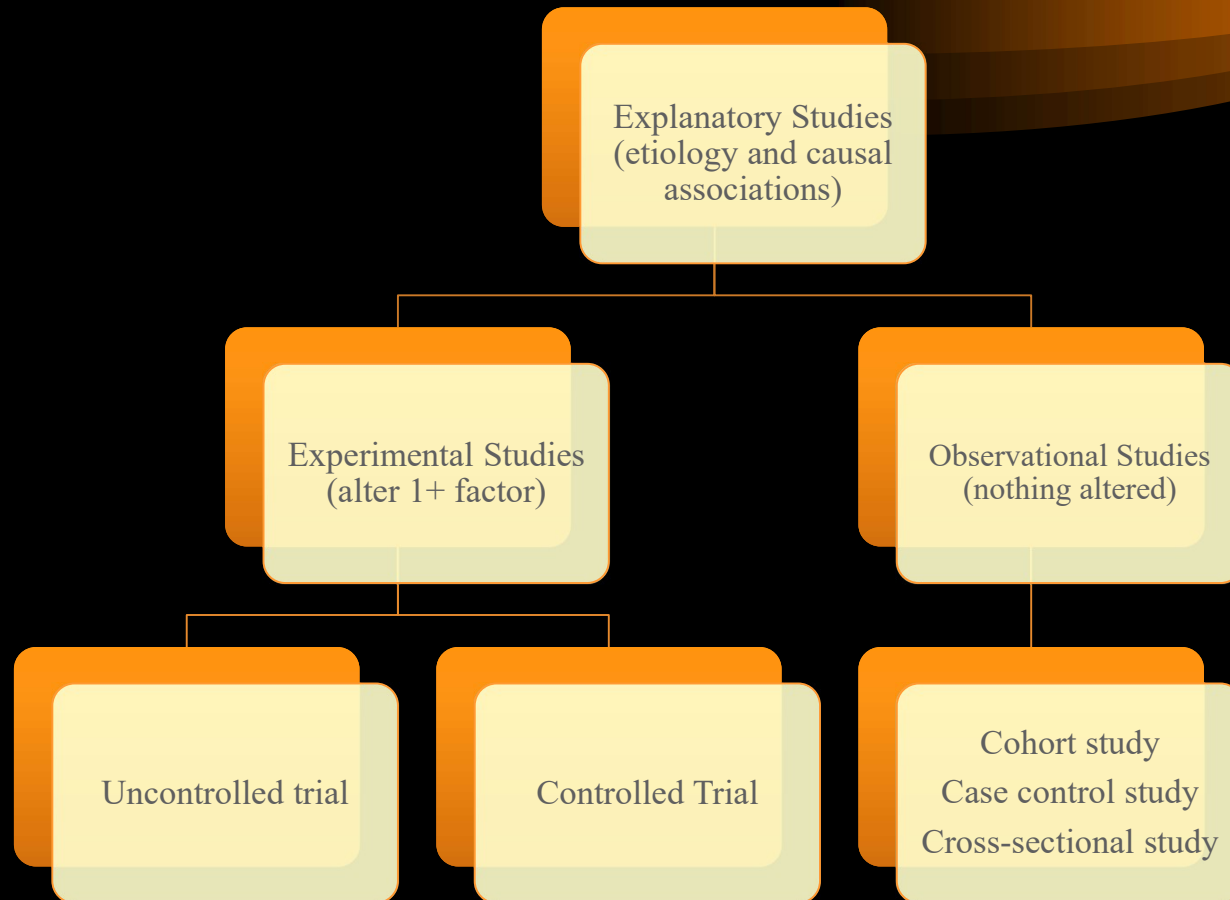 Explanatory Studies
(etiology and causal
associations)
Experimental Studies
(alter 1+ factor)
Observational Studies
(nothing altered)
Uncontrolled trial
Controlled Trial
Cohort study
Case control study
Cross-sectional study